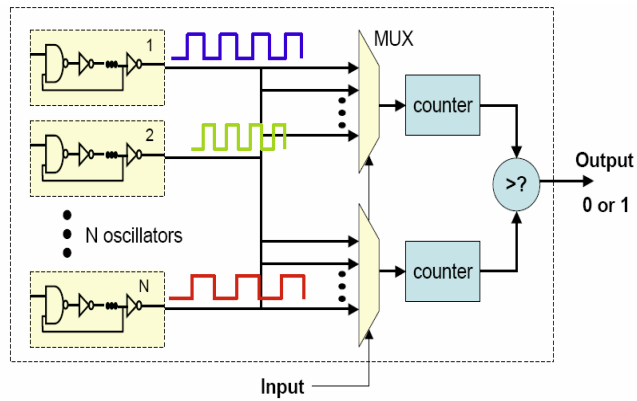 1
MUX
counter
2
Output
>?
0 or 1
N oscillators
N
counter
Input